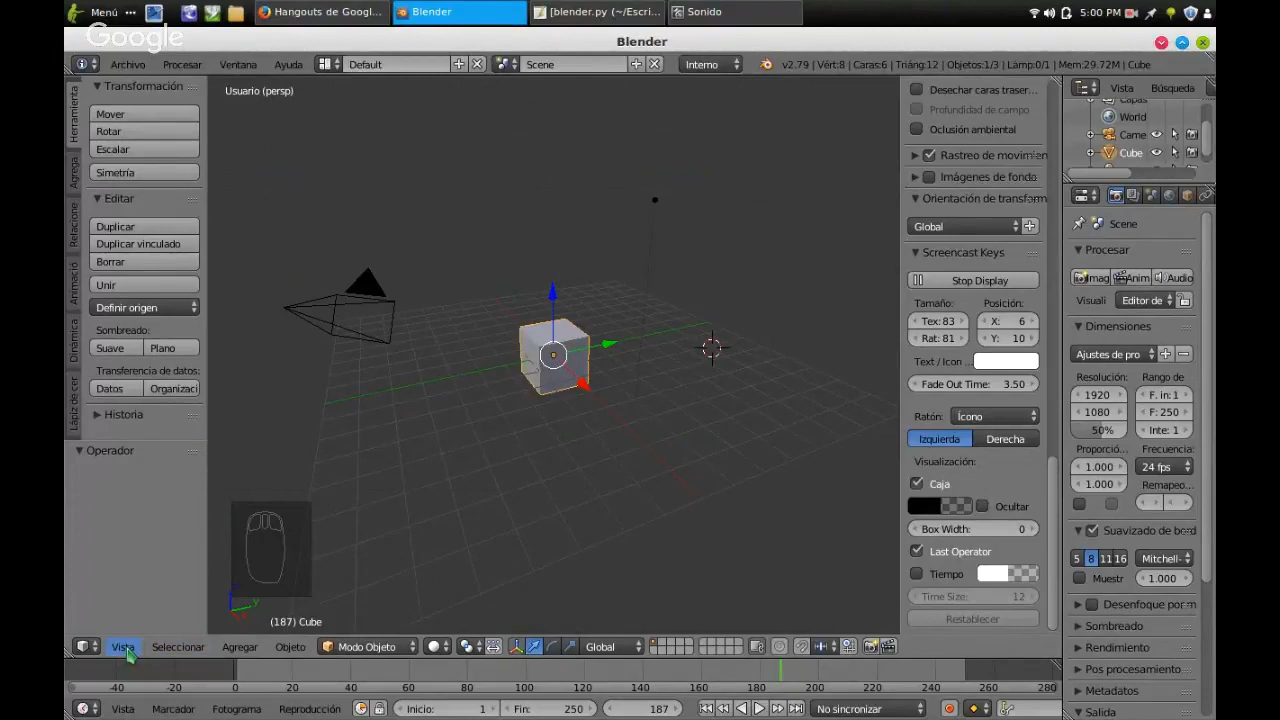 Menú
Hangouts de Googl...
Blender
[blender.py (~/Escri...
Sonido
5:00 PM
Google
Blender
Archivo Procesar Ventana Ayuda
Default
Scene
Interno
v2.79 | Vért:8 | Caras:6 | Triáng:12 | Objetos:1/3 | Lámp:0/1 | Mem:29.72M | Cube
Herramienta
Agrega
Relacione
Animació
Dinámica
Lápiz de cer
Transformación
Mover
Rotar
Escalar
Simetría
Editar
Duplicar
Duplicar vinculado
Borrar
Unir
Definir origen
Sombreado:
Suave Plano
Transferencia de datos:
Datos Organizaci
Historia
Operador
Usuario (persp)
(187) Cube
Desechar caras traser...
Profundidad de campo
Oclusión ambiental
Rastreo de movimien
Imágenes de fondo
Orientación de transform
Global
Screencast Keys
Stop Display
Tamaño: Posición:
Tex: 83 X: 6
Rat: 81 Y: 10
Text / Icon ...
Fade Out Time: 3.50
Ratón: Ícono
Izquierda Derecha
Visualización:
Caja
Ocultar
Box Width: 0
Last Operator
Tiempo
Time Size: 12
Restablecer
Vista Búsqueda
Capas
World
Came
Cube
Scene
Procesar
Imag Anim Audio
Visuali Editor de
Dimensiones
Ajustes de pro
Resolución: Rango de
1920 F. in: 1
1080 F: 250
50% Inte: 1
Proporció... Frecuencia:
1.000 24 fps
1.000 Remapeo...
Suavizado de bord
5 8 11 16 Mitchell-
Muestr 1.000
Desenfoque por m
Sombreado
Rendimiento
Pos procesamiento
Metadatos
Salida
Vista Seleccionar Agregar Objeto Modo Objeto Global
-40 -20 0 20 40 60 80 100 120 140 160 180 200 220 240 260 280
Vista Marcador Fotograma Reproducción Inicio: 1 Fin: 250 187 No sincronizar